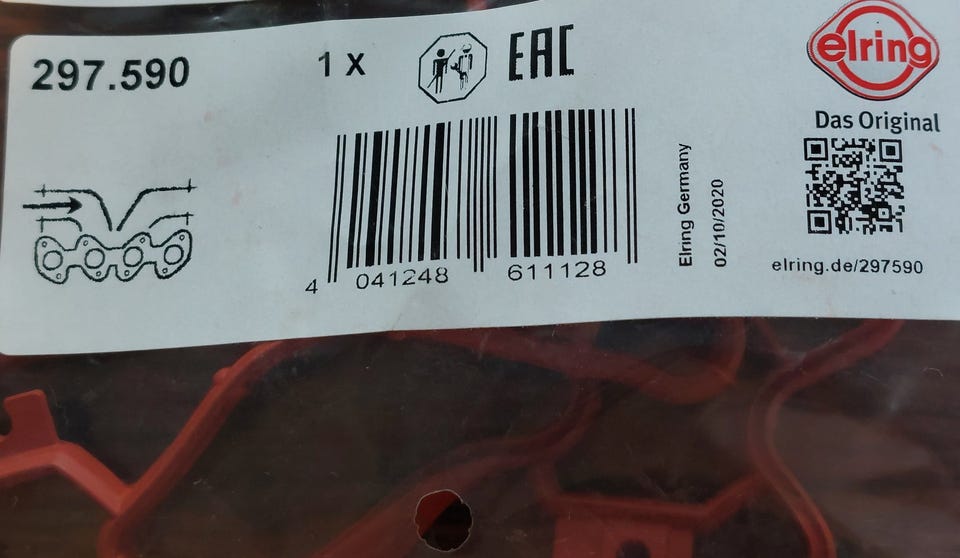 297.590
1 X
EAC
elring
Das Original
4 041248 611128
Elring Germany
02/10/2020
elring.de/297590